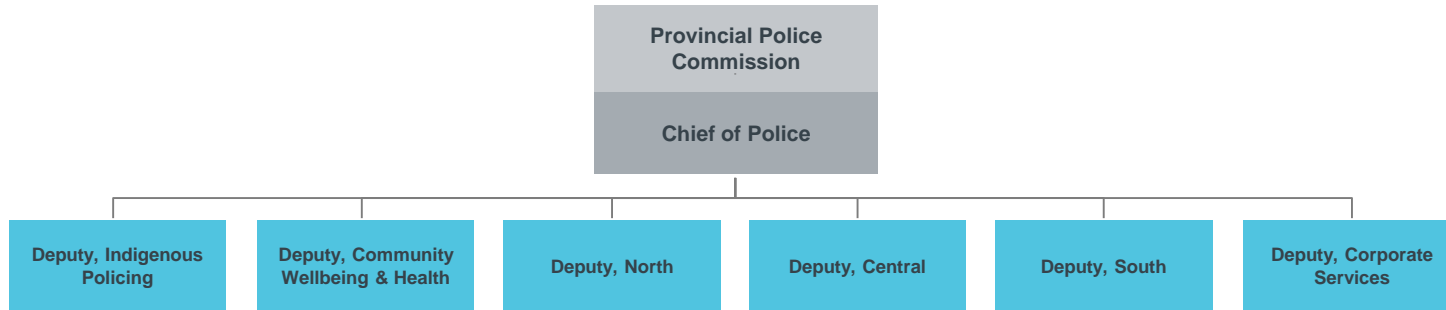 Provincial Police
Commission
Chief of Police
Deputy, Indigenous
Policing
Deputy, Community
Wellbeing & Health
Deputy, North
Deputy, Central
Deputy, South
Deputy, Corporate
Services